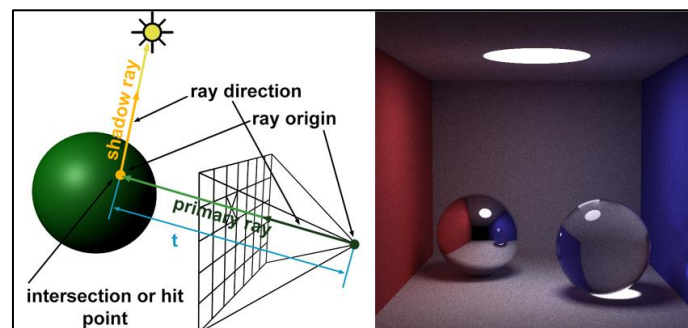 shadow ray
ray direction
ray origin
primary ray
t
intersection or hit
point